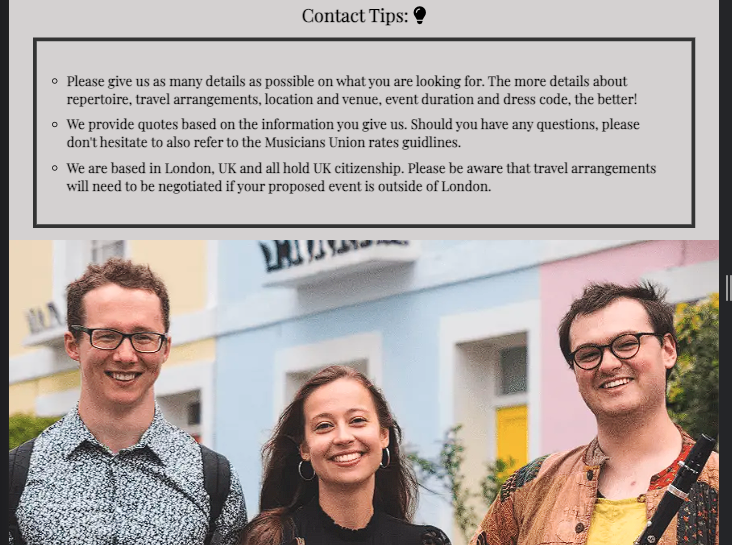 Contact Tips:
Please give us as many details as possible on what you are looking for. The more details about
repertoire, travel arrangements, location and venue, event duration and dress code, the better!
We provide quotes based on the information you give us. Should you have any questions, please
don't hesitate to also refer to the Musicians Union rates guidlines.
We are based in London, UK and all hold UK citizenship. Please be aware that travel arrangements
will need to be negotiated if your proposed event is outside of London.